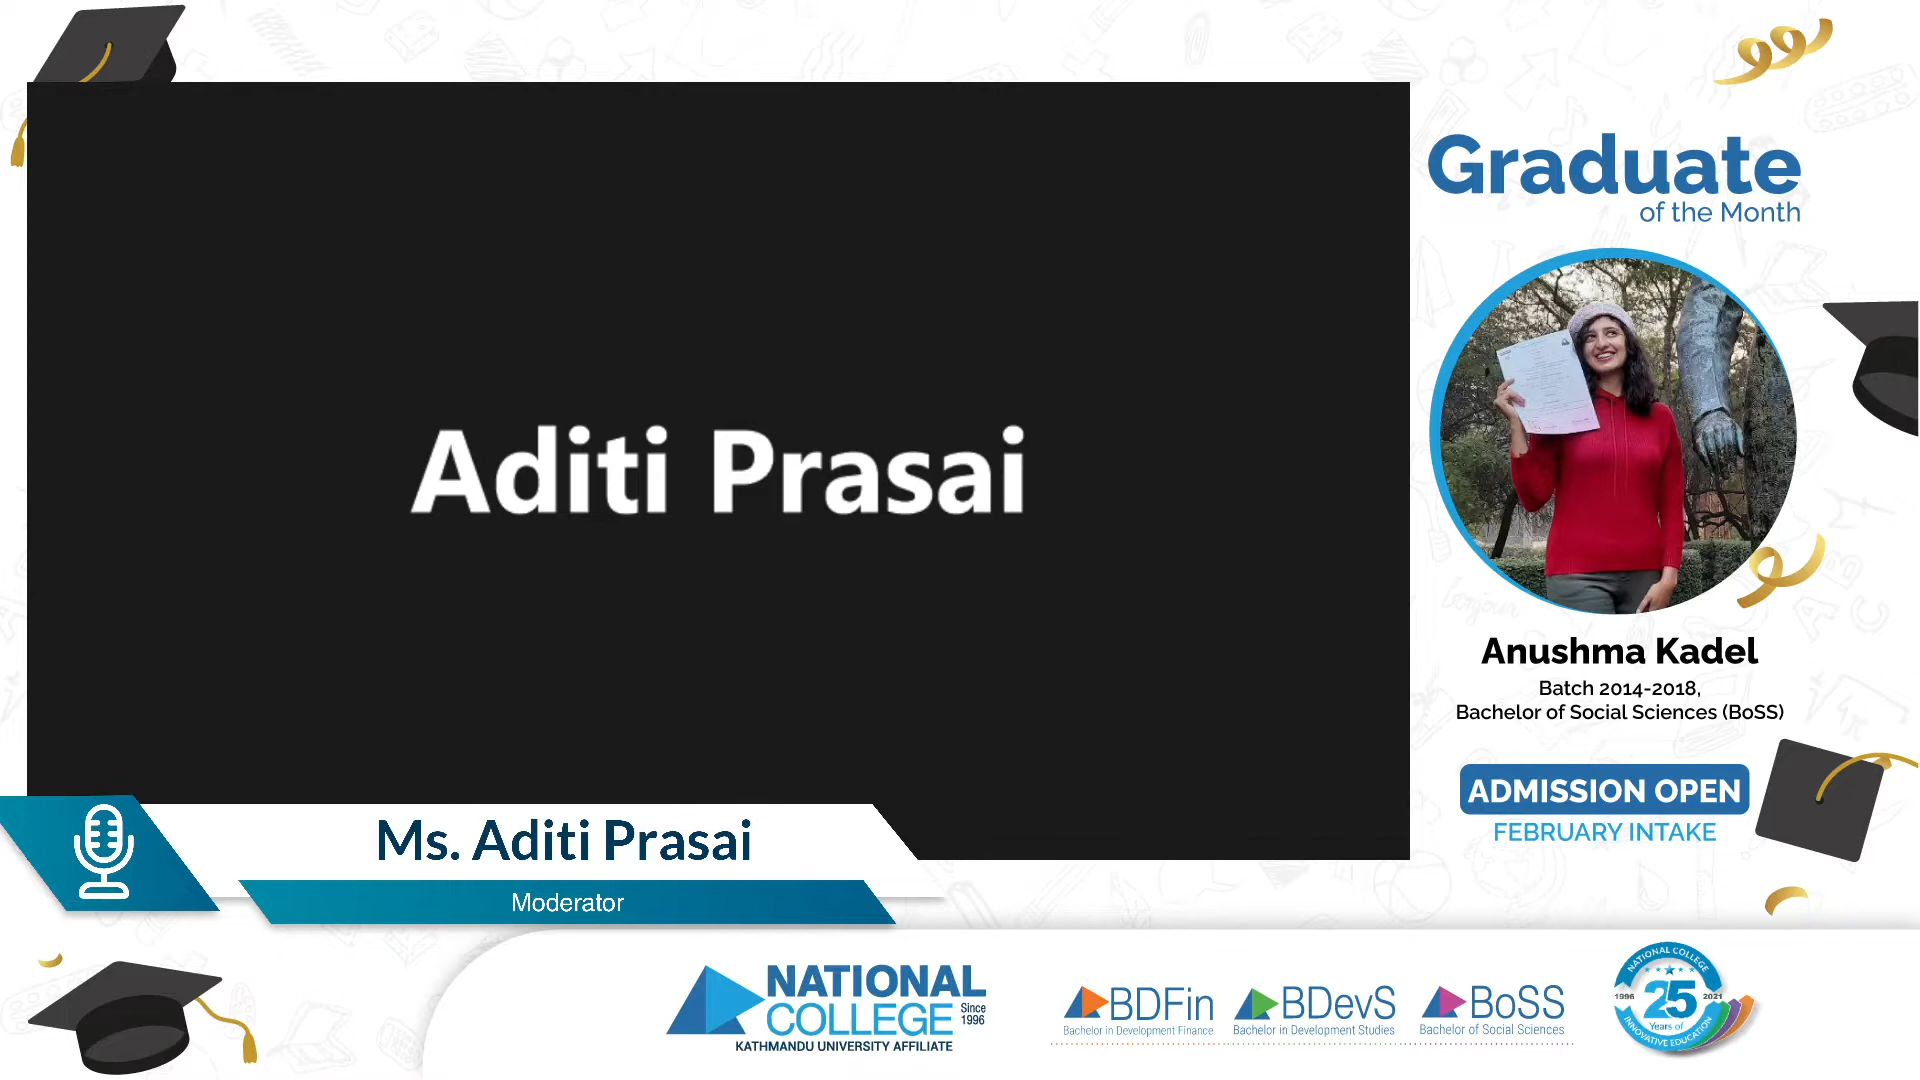 Graduate
of the Month
Aditi Prasai
Anushma Kadel
Batch 2014-2018,
Bachelor of Social Sciences (BoSS)
ADMISSION OPEN
FEBRUARY INTAKE
Ms. Aditi Prasai
Moderator
NATIONAL
COLLEGE
Since
1996
KATHMANDU UNIVERSITY AFFILIATE
BDFin
Bachelor in Development Finance
BDevS
Bachelor in Development Studies
BoSS
Bachelor of Social Sciences
NATIONAL COLLEGE
1996
25
2021
Years of
INNOVATIVE EDUCATION